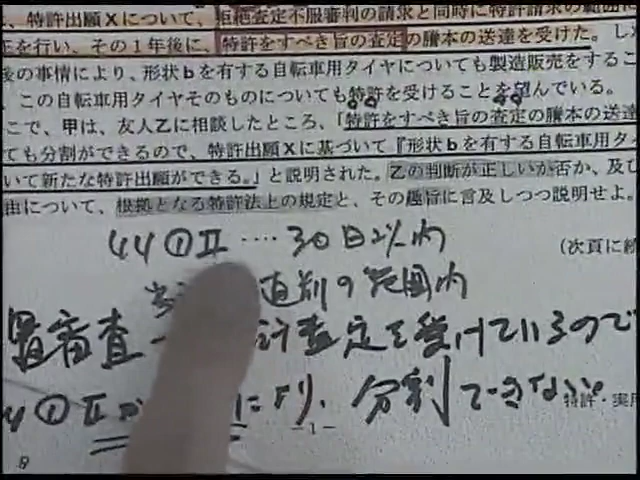 、特許出願Xについて、拒絶査定不服審判の請求と同時に特許請求の範囲に
正を行い、その1年後に、特許をすべき旨の査定の謄本の送達を受けた。し
後の事情により、形状bを有する自転車用タイヤについても製造販売をするこ
、この自転車用タイヤそのものについても特許を受けることを望んでいる。
こで、甲は、友人乙に相談したところ、「特許をすべき旨の査定の謄本の送達
ても分割ができるので、特許出願Xに基づいて『形状bを有する自転車用タ
いて新たな特許出願ができる。」と説明された。乙の判断が正しいか否か、及び
由について、根拠となる特許法上の規定と、その趣旨に言及しつつ説明せよ。
44①Ⅱ‥‥30日以内
(次頁に続
直前の範囲内
置審査 査定を受けているので
4①Ⅱか により、分割できない
特許・実用
-1-